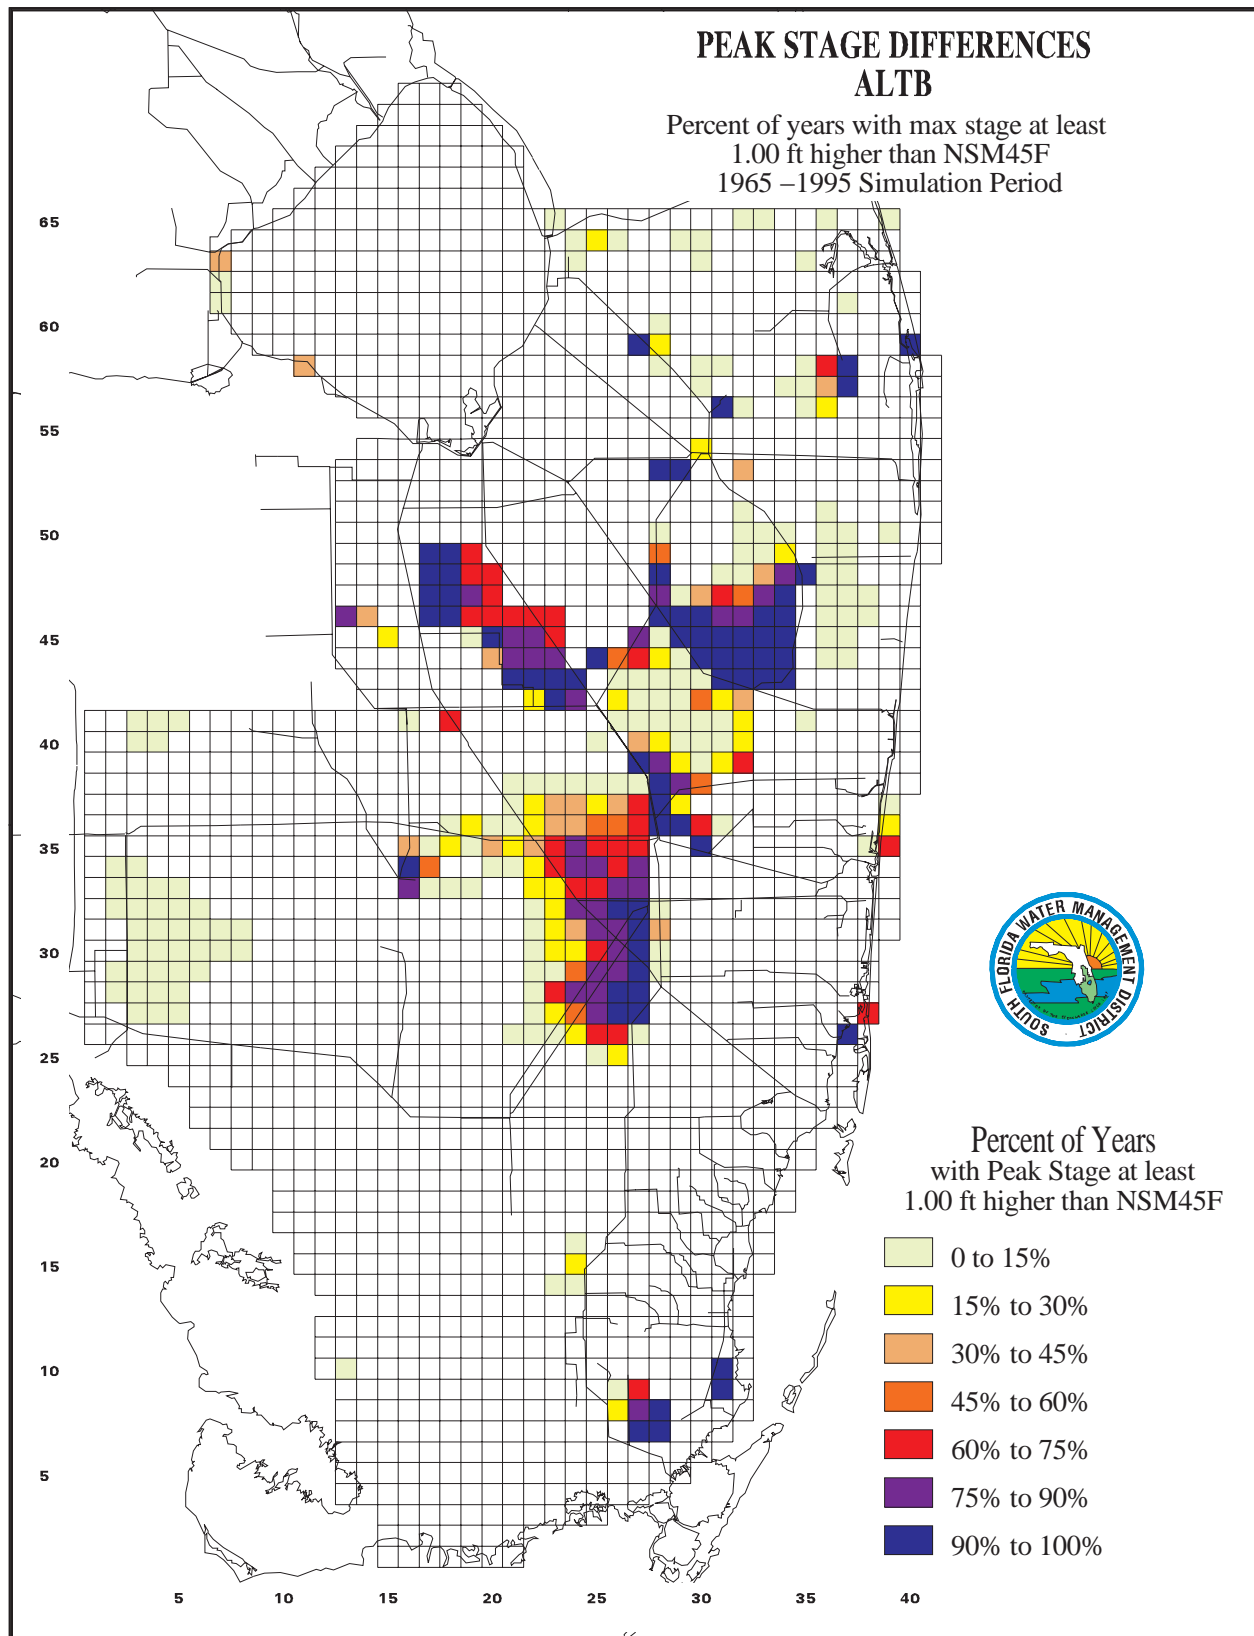 PEAK STAGE DIFFERENCES
ALTB
Percent of years with max stage at least
1.00 ft higher than NSM45F
1965 –1995 Simulation Period
65
60
55
50
45
40
35
30
25
20
15
10
5
5 10 15 20 25 30 35 40
SOUTH FLORIDA WATER MANAGEMENT DISTRICT
Percent of Years
with Peak Stage at least
1.00 ft higher than NSM45F
0 to 15%
15% to 30%
30% to 45%
45% to 60%
60% to 75%
75% to 90%
90% to 100%